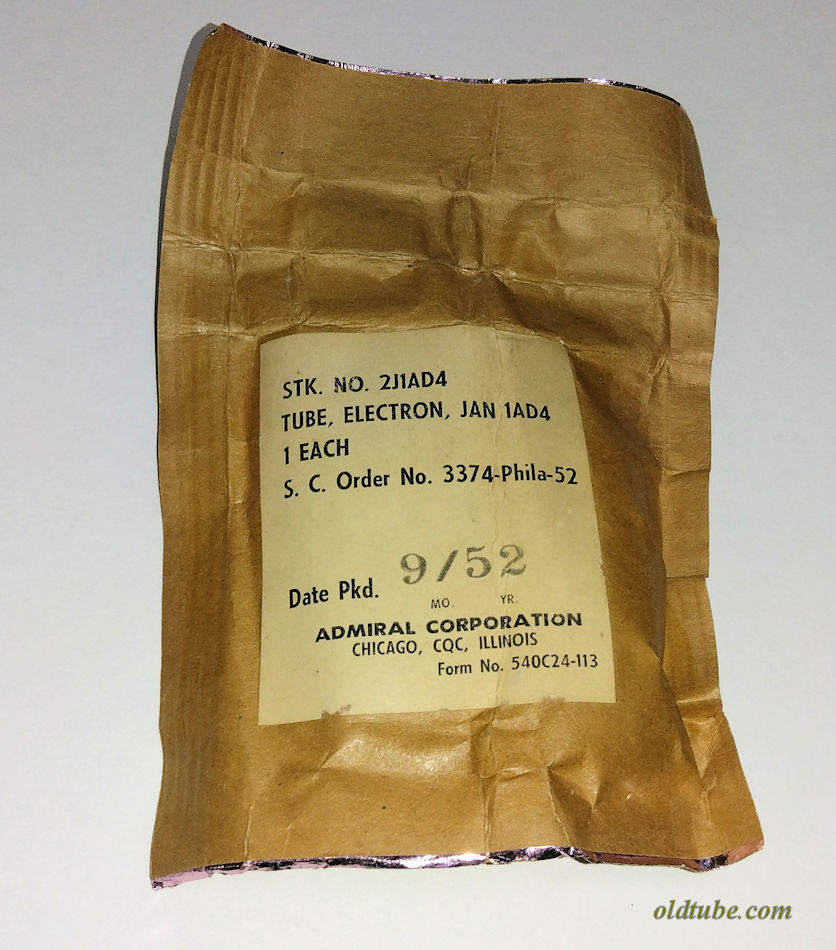 STK. NO. 2J1AD4
TUBE, ELECTRON, JAN 1AD4
1 EACH
S. C. Order No. 3374-Phila-52
Date Pkd. 9/52
MO. YR.
ADMIRAL CORPORATION
CHICAGO, CQC, ILLINOIS
Form No. 540C24-113
oldtube.com